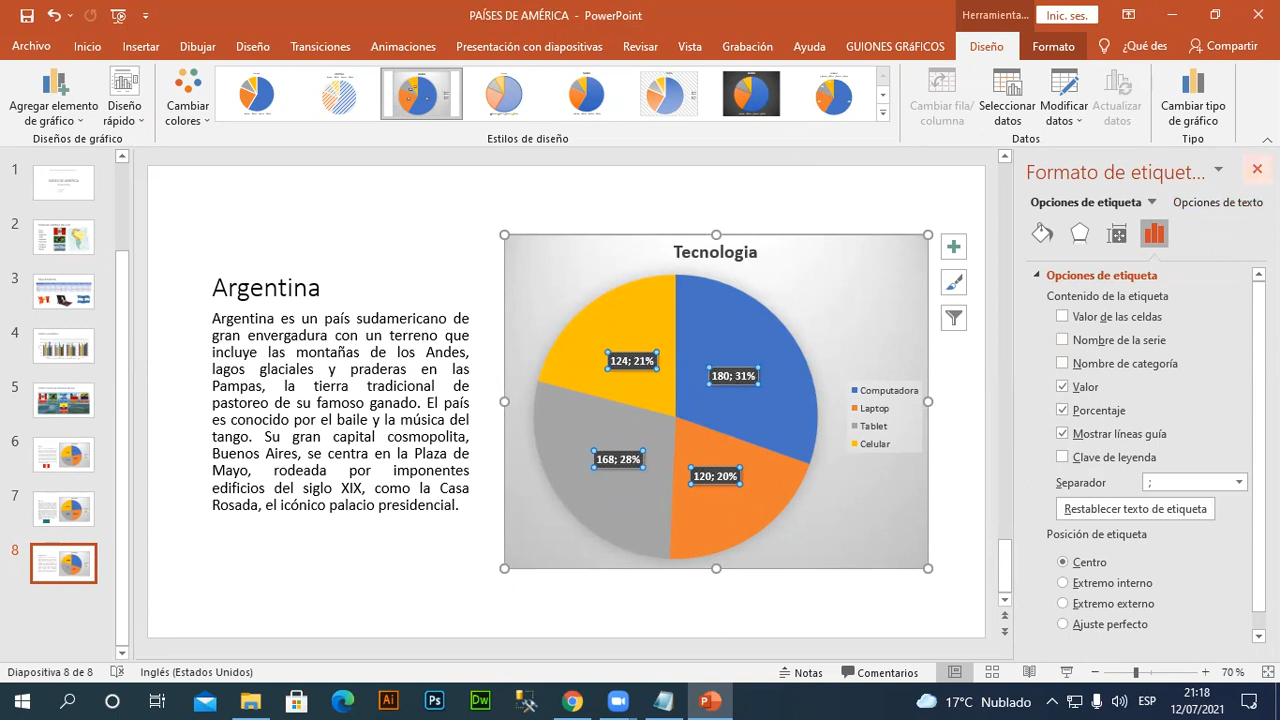 PAÍSES DE AMÉRICA - PowerPoint
Herramienta...
Inic. ses.
Archivo Inicio Insertar Dibujar Diseño Transiciones Animaciones Presentación con diapositivas Revisar Vista Grabación Ayuda GUIONES GRáFICOS Diseño Formato ¿Qué des Compartir
Agregar elemento de gráfico
Diseño rápido
Cambiar colores
Cambiar fila/ columna
Seleccionar datos
Modificar datos
Actualizar datos
Cambiar tipo de gráfico
Diseños de gráfico
Estilos de diseño
Datos
Tipo
1
2
3
4
5
6
7
8
Argentina
Argentina es un país sudamericano de
gran envergadura con un terreno que
incluye las montañas de los Andes,
lagos glaciales y praderas en las
Pampas, la tierra tradicional de
pastoreo de su famoso ganado. El país
es conocido por el baile y la música del
tango. Su gran capital cosmopolita,
Buenos Aires, se centra en la Plaza de
Mayo, rodeada por imponentes
edificios del siglo XIX, como la Casa
Rosada, el icónico palacio presidencial.
Tecnologia
124; 21%
180; 31%
168; 28%
120; 20%
Computadora
Laptop
Tablet
Celular
Formato de etiquet...
Opciones de etiqueta
Opciones de texto
Opciones de etiqueta
Contenido de la etiqueta
Valor de las celdas
Nombre de la serie
Nombre de categoría
Valor
Porcentaje
Mostrar líneas guía
Clave de leyenda
Separador ;
Restablecer texto de etiqueta
Posición de etiqueta
Centro
Extremo interno
Extremo externo
Ajuste perfecto
Diapositiva 8 de 8
Inglés (Estados Unidos)
Notas
Comentarios
70 %
Ai
Ps
Dw
17°C Nublado
ESP
21:18
12/07/2021